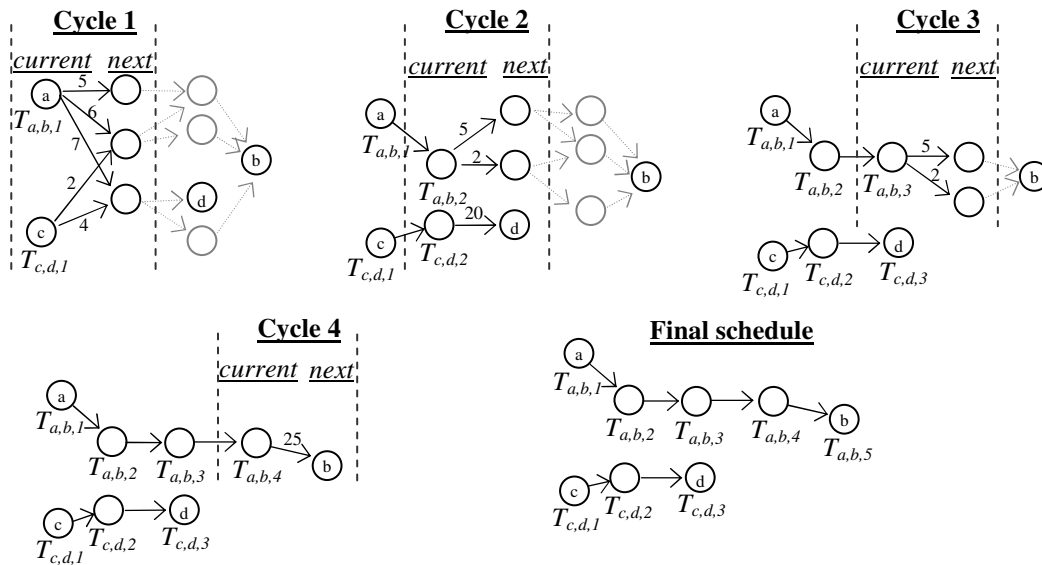 Cycle 1
current next
a
5
6
7
T_{a,b,1}
2
4
c
T_{c,d,1}
d
b
Cycle 2
current next
a
T_{a,b,1}
5
2
T_{a,b,2}
20
c
d
T_{c,d,1}
T_{c,d,2}
b
Cycle 3
current next
a
T_{a,b,1}
5
2
T_{a,b,2}
T_{a,b,3}
b
c
d
T_{c,d,1}
T_{c,d,2}
T_{c,d,3}
Cycle 4
current next
a
T_{a,b,1}
25
b
T_{a,b,2}
T_{a,b,3}
T_{a,b,4}
c
d
T_{c,d,1}
T_{c,d,2}
T_{c,d,3}
Final schedule
a
T_{a,b,1}
b
T_{a,b,2}
T_{a,b,3}
T_{a,b,4}
T_{a,b,5}
c
d
T_{c,d,1}
T_{c,d,2}
T_{c,d,3}